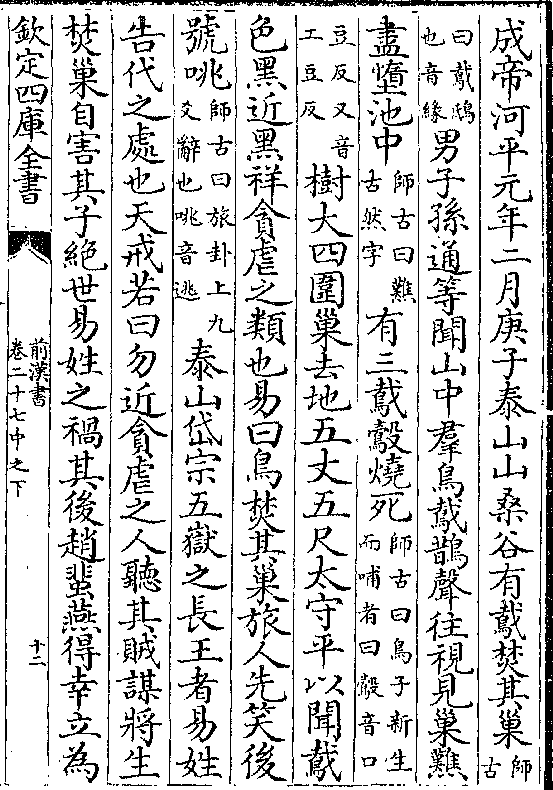 成帝河平元年二月庚子泰山山桑谷有䳒焚其巢師古
曰䳒鴟也音緣男子孫通等聞山中羣鳥䳒鵲聲往視見巢難
盡墮池中師古曰難古然字有三䳒鷇燒死師古曰鳥子新生而哺者曰鷇音口
豆反又音工豆反樹大四圍巢去地五丈五尺太守平以聞䳒
色黑近黑祥貪虐之類也易曰鳥焚其巢旅人先笑後
號咷師古曰旅卦上九爻辭也咷音逃泰山岱宗五嶽之長王者易姓
告代之處也天戒若曰勿近貪虐之人聽其賊謀將生
焚巢自害其子絕世易姓之禍其後趙蜚燕得幸立為
欽定四庫全書
前漢書
卷二十七中之下
十二